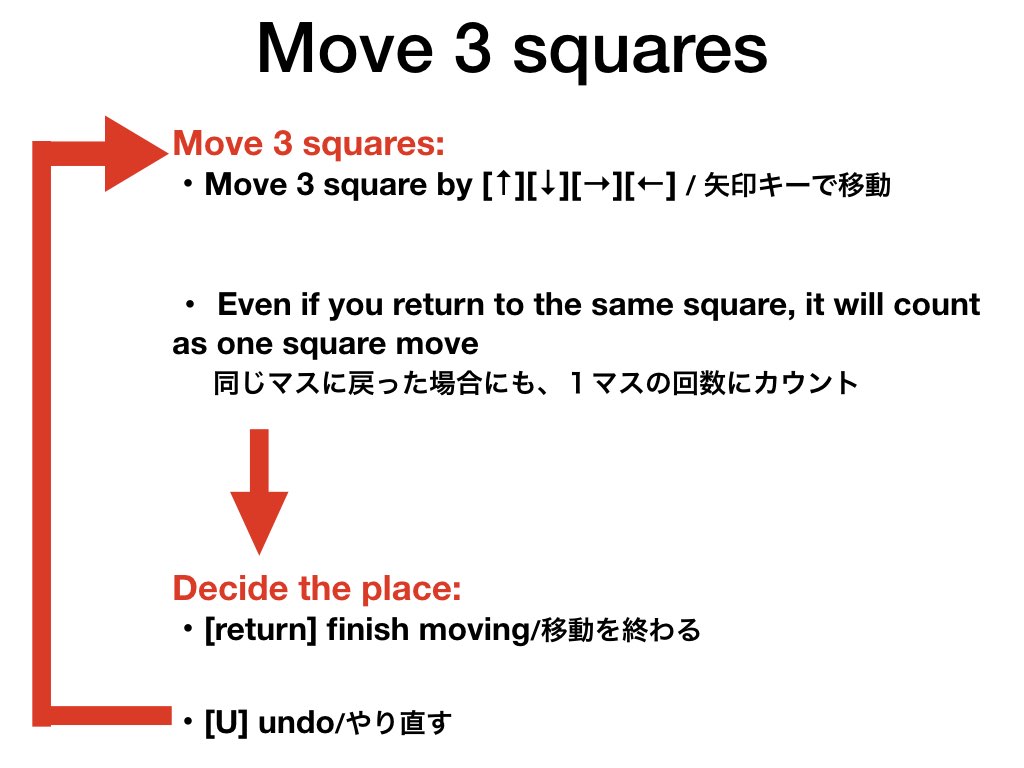 Move 3 squares
Move 3 squares:
・Move 3 square by [↑][↓][→][←] / 矢印キーで移動
・ Even if you return to the same square, it will count
as one square move
同じマスに戻った場合にも、１マスの回数にカウント
Decide the place:
・[return] finish moving/移動を終わる
・[U] undo/やり直す